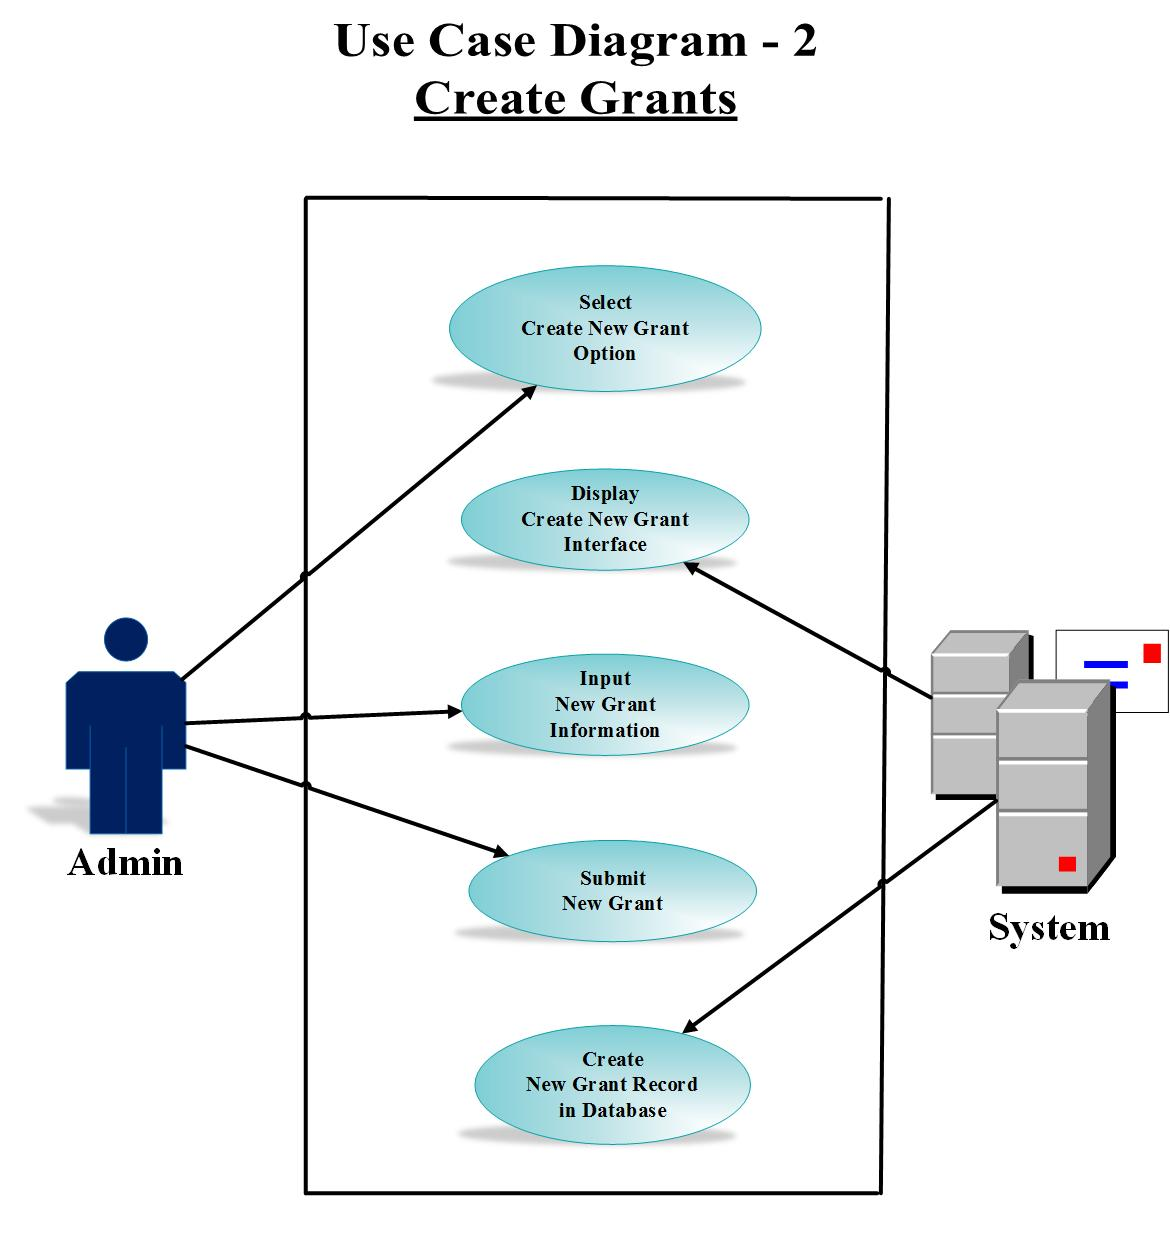 Use Case Diagram - 2
Create Grants
Select
Create New Grant
Option
Display
Create New Grant
Interface
Input
New Grant
Information
Admin
Submit
New Grant
System
Create
New Grant Record
in Database